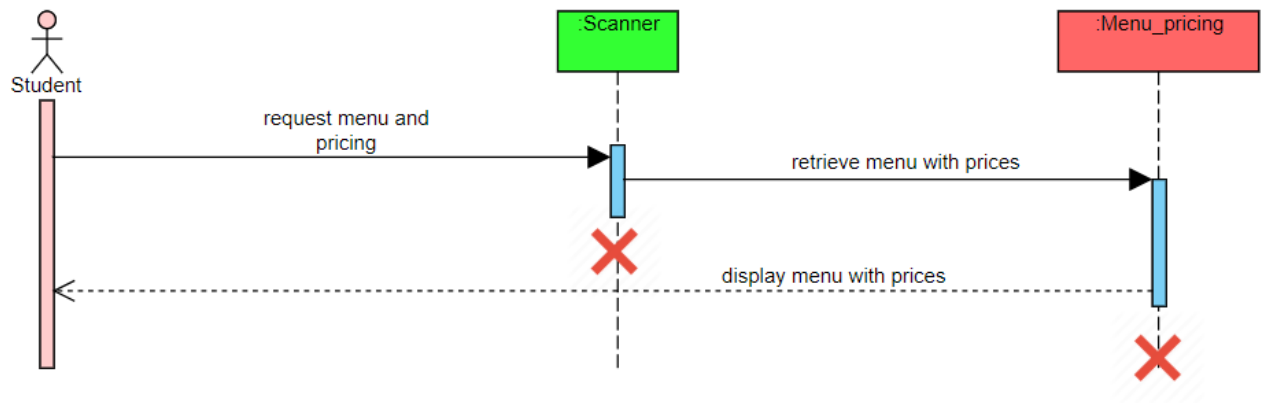 :Scanner
:Menu_pricing
Student
request menu and
pricing
retrieve menu with prices
display menu with prices